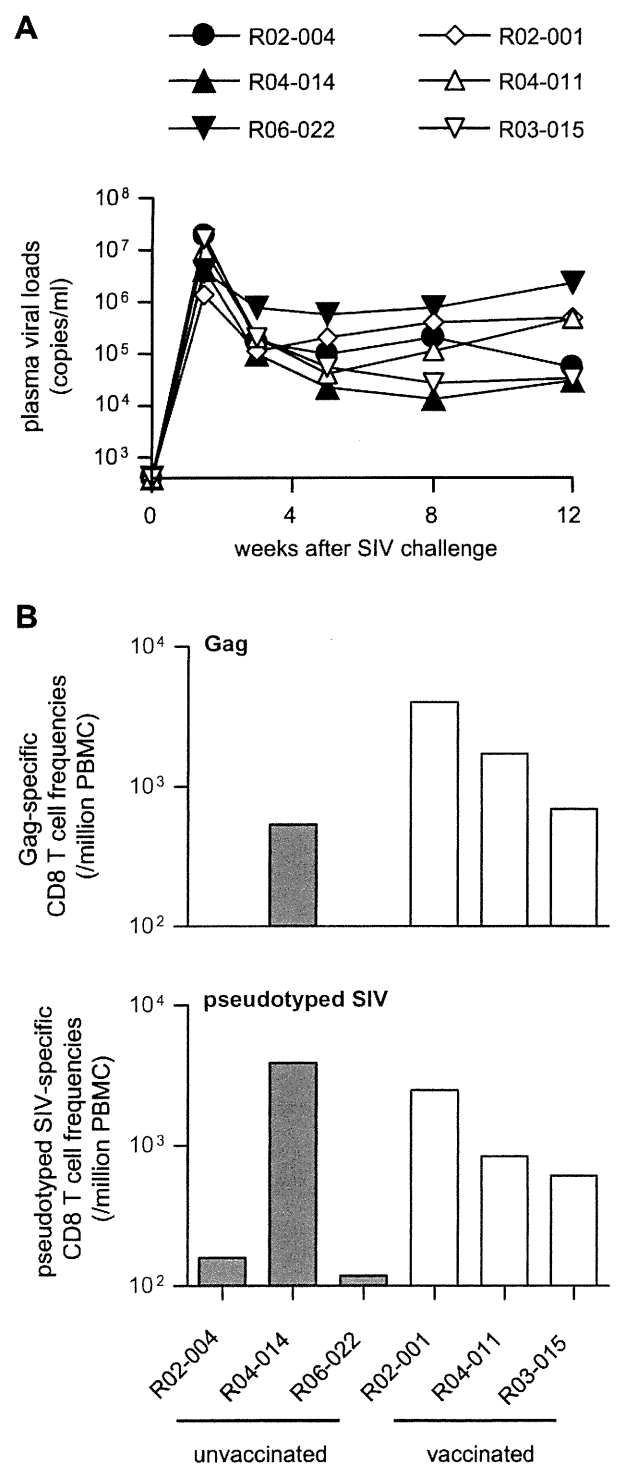 A
R02-004 R02-001
R04-014 R04-011
R06-022 R03-015
plasma viral loads
(copies/ml)
10⁸
10⁷
10⁶
10⁵
10⁴
10³
0 4 8 12
weeks after SIV challenge
B
Gag
Gag-specific
CD8 T cell frequencies
(/million PBMC)
10⁴
10³
10²
pseudotyped SIV
pseudotyped SIV-specific
CD8 T cell frequencies
(/million PBMC)
10⁴
10³
10²
R02-004 R04-014 R06-022 R02-001 R04-011 R03-015
unvaccinated vaccinated